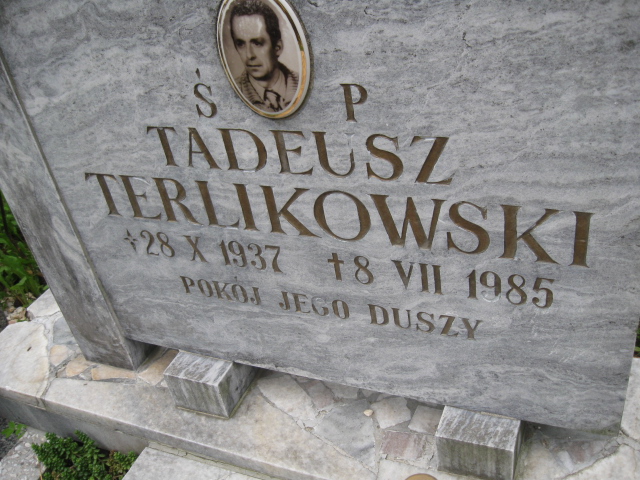 Ś P
TADEUSZ
TERLIKOWSKI
28 X 1937 † 8 VII 1985
POKÓJ JEGO DUSZY